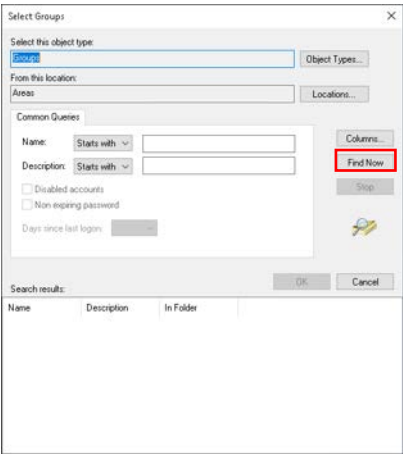 Select Groups
Select this object type:
Groups
Object Types...
From this location:
Areas
Locations...
Common Queries
Name: Starts with
Columns...
Description: Starts with
Find Now
Disabled accounts
Stop
Non expiring password
Days since last logon:
OK Cancel
Search results:
Name Description In Folder